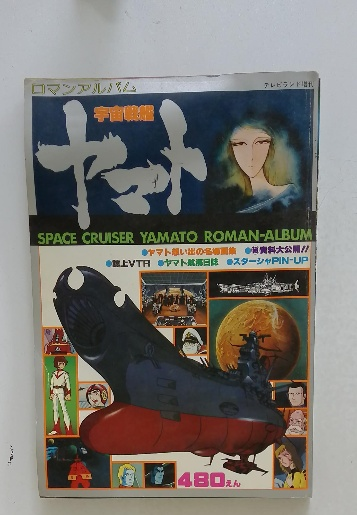 ロマンアルバム
テレビランド増刊
宇宙戦艦
ヤマト
SPACE CRUISER YAMATO ROMAN-ALBUM
●ヤマト思い出の名場面集 ●㊙資料大公開!!
●誌上VTR ●ヤマト航海日誌 ●スターシャPIN-UP
480えん